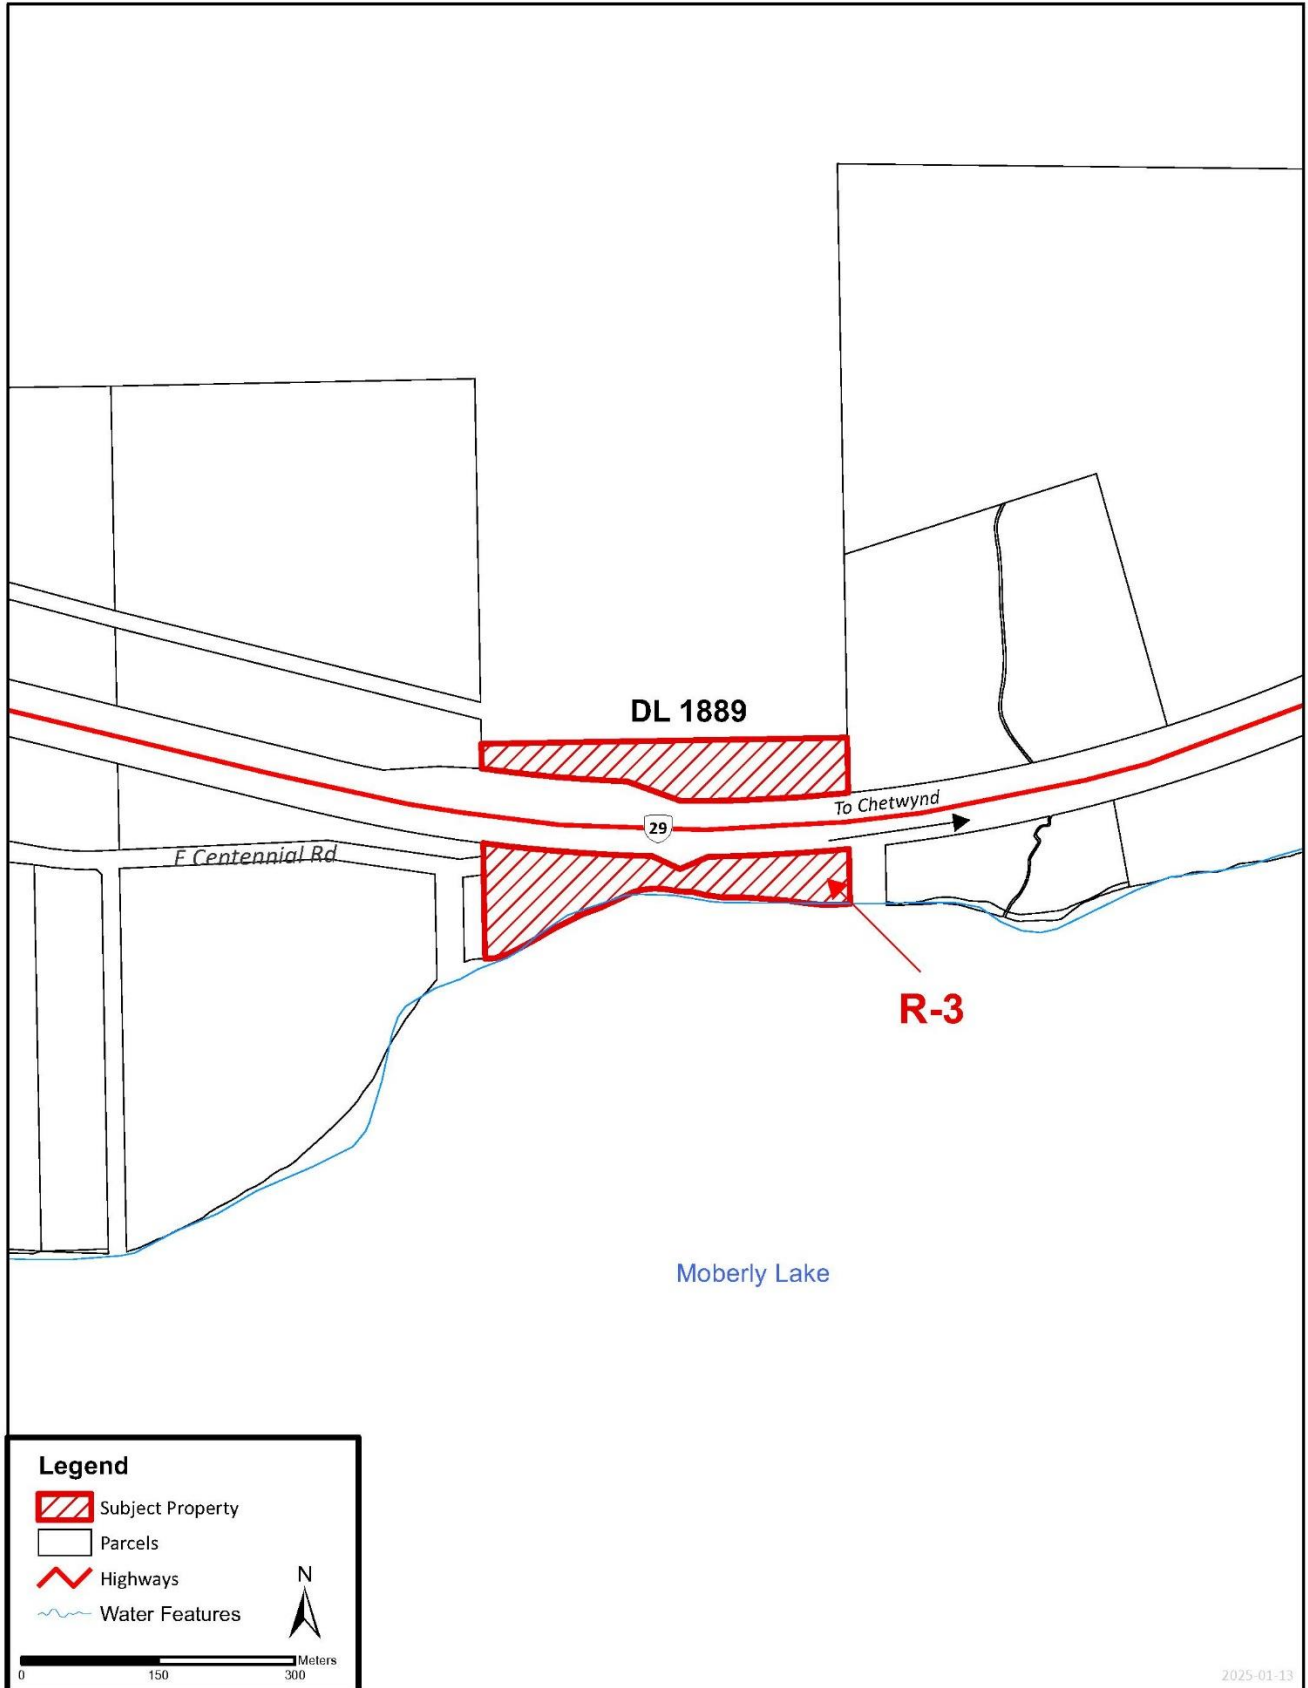 DL 1889
To Chetwynd
29
F Centennial Rd
R-3
Moberly Lake
Legend
Subject Property
Parcels
Highways
Water Features
N
Meters
0 150 300
2025-01-13